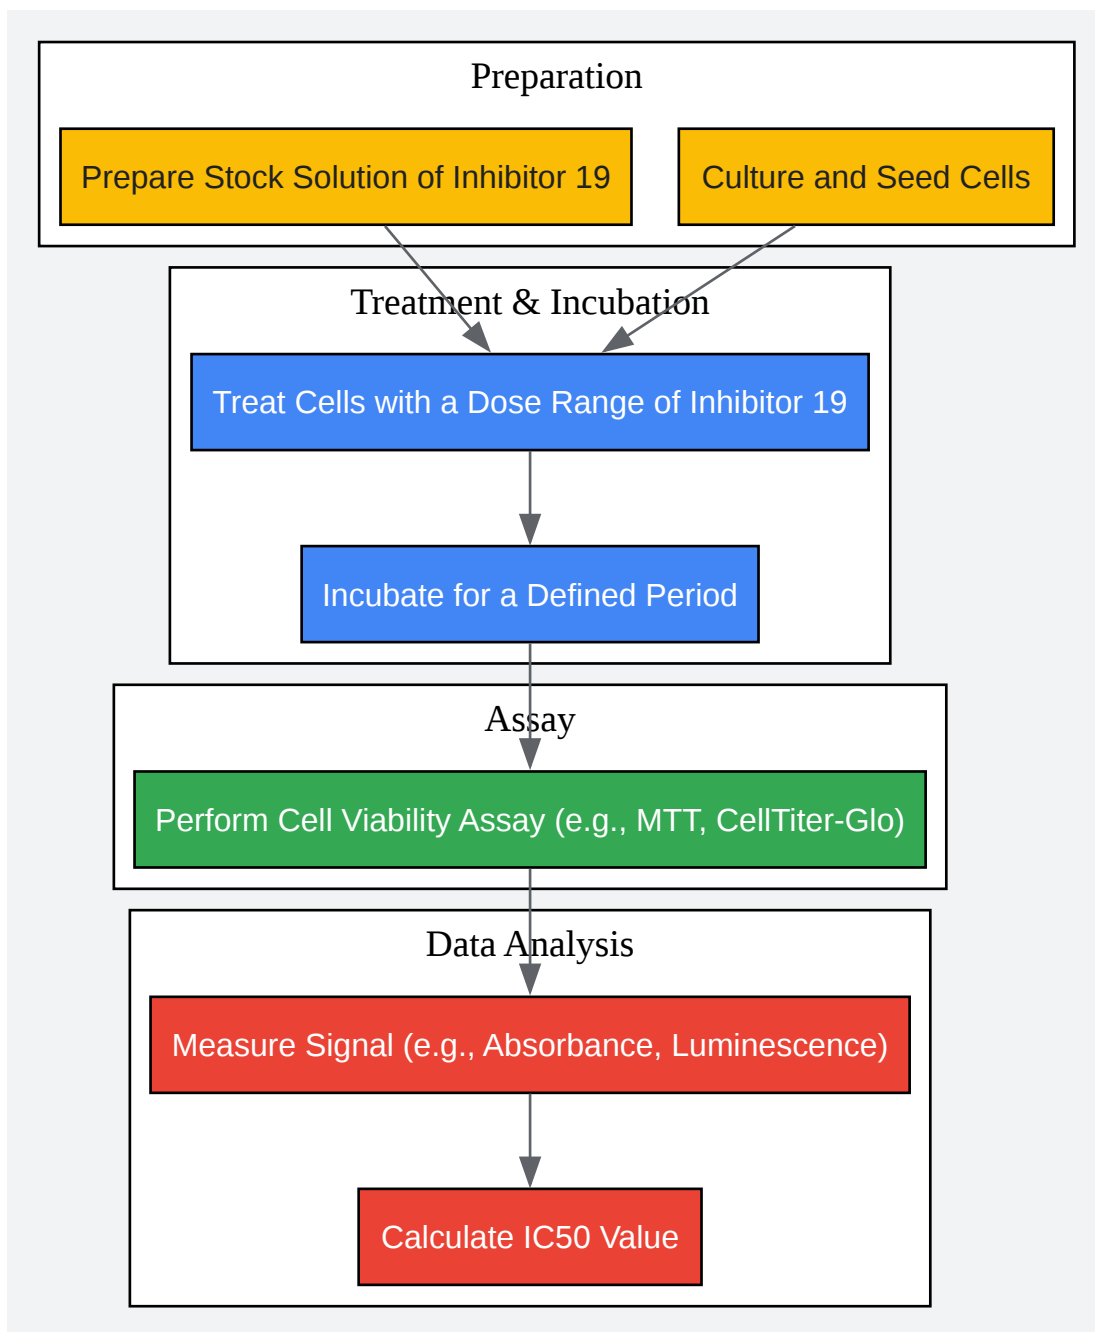 Preparation
Prepare Stock Solution of Inhibitor 19
Culture and Seed Cells
Treatment & Incubation
Treat Cells with a Dose Range of Inhibitor 19
Incubate for a Defined Period
Assay
Perform Cell Viability Assay (e.g., MTT, CellTiter-Glo)
Data Analysis
Measure Signal (e.g., Absorbance, Luminescence)
Calculate IC50 Value